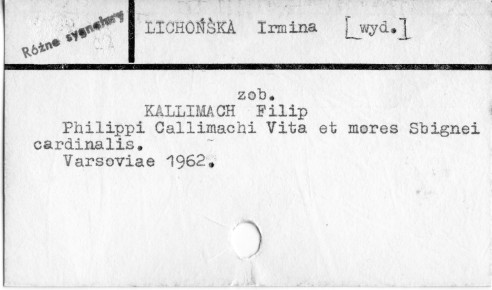 Różne sygnatury
LICHOŃSKA Irmina [wyd.]
zob.
KALLIMACH Filip
Philippi Callimachi Vita et mores Sbignei
cardinalis.
Varsoviae 1962.